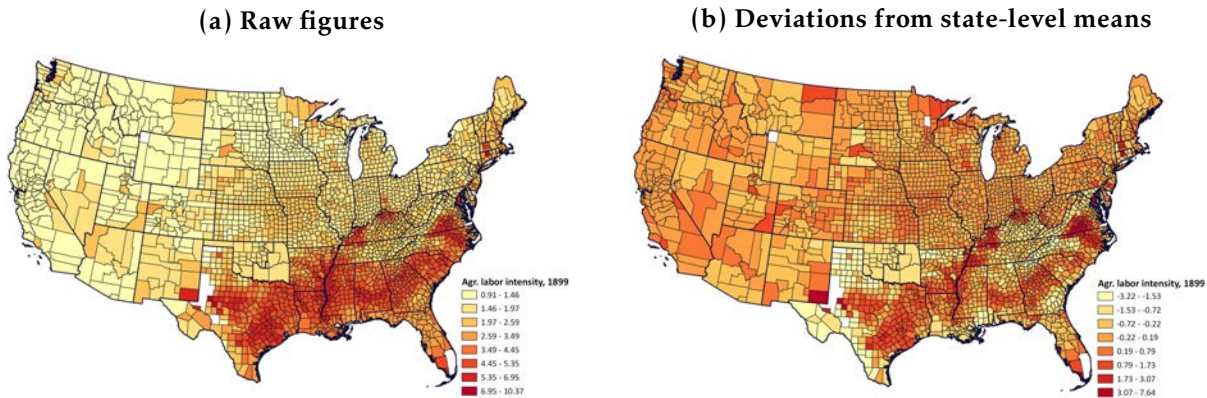 (a) Raw figures
Agr. labor intensity, 1899
0.91 - 1.46
1.46 - 1.97
1.97 - 2.59
2.59 - 3.49
3.49 - 4.45
4.45 - 5.35
5.35 - 6.95
6.95 - 10.37
(b) Deviations from state-level means
Agr. labor intensity, 1899
-3.22 - -1.53
-1.53 - -0.72
-0.72 - -0.22
-0.22 - 0.19
0.19 - 0.79
0.79 - 1.73
1.73 - 3.07
3.07 - 7.64